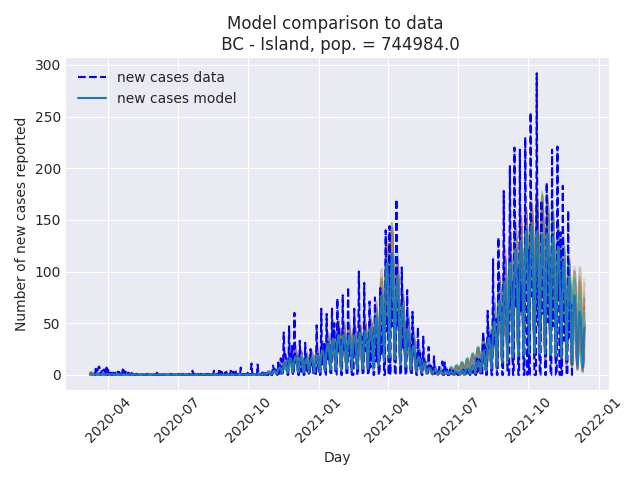 Model comparison to data
BC - Island, pop. = 744984.0
new cases data
new cases model
Number of new cases reported
300
250
200
150
100
50
0
2020-04
2020-07
2020-10
2021-01
2021-04
2021-07
2021-10
2022-01
Day